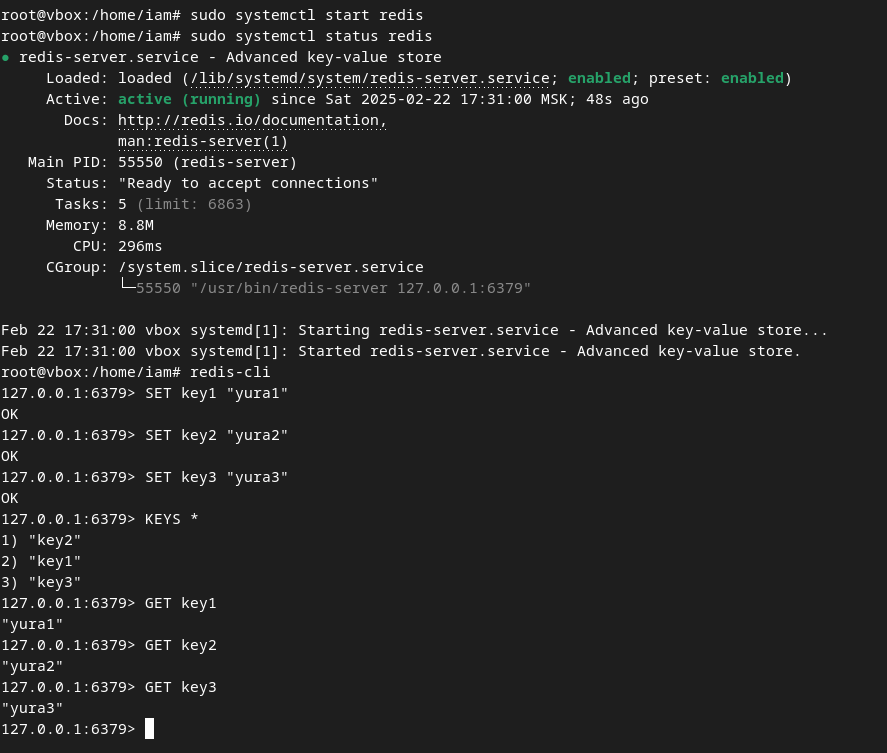 root@vbox:/home/iam# sudo systemctl start redis
root@vbox:/home/iam# sudo systemctl status redis
● redis-server.service - Advanced key-value store
     Loaded: loaded (/lib/systemd/system/redis-server.service; enabled; preset: enabled)
     Active: active (running) since Sat 2025-02-22 17:31:00 MSK; 48s ago
       Docs: http://redis.io/documentation,
             man:redis-server(1)
   Main PID: 55550 (redis-server)
     Status: "Ready to accept connections"
      Tasks: 5 (limit: 6863)
     Memory: 8.8M
        CPU: 296ms
     CGroup: /system.slice/redis-server.service
             └─55550 "/usr/bin/redis-server 127.0.0.1:6379"

Feb 22 17:31:00 vbox systemd[1]: Starting redis-server.service - Advanced key-value store...
Feb 22 17:31:00 vbox systemd[1]: Started redis-server.service - Advanced key-value store.
root@vbox:/home/iam# redis-cli
127.0.0.1:6379> SET key1 "yura1"
OK
127.0.0.1:6379> SET key2 "yura2"
OK
127.0.0.1:6379> SET key3 "yura3"
OK
127.0.0.1:6379> KEYS *
1) "key2"
2) "key1"
3) "key3"
127.0.0.1:6379> GET key1
"yura1"
127.0.0.1:6379> GET key2
"yura2"
127.0.0.1:6379> GET key3
"yura3"
127.0.0.1:6379>